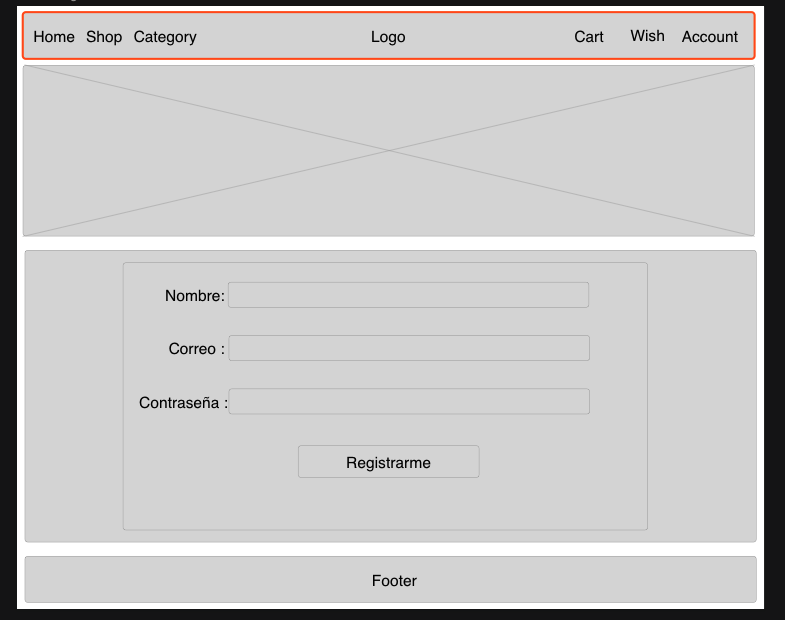 Home Shop Category Logo Cart Wish Account
Nombre:
Correo :
Contraseña :
Registrarme
Footer